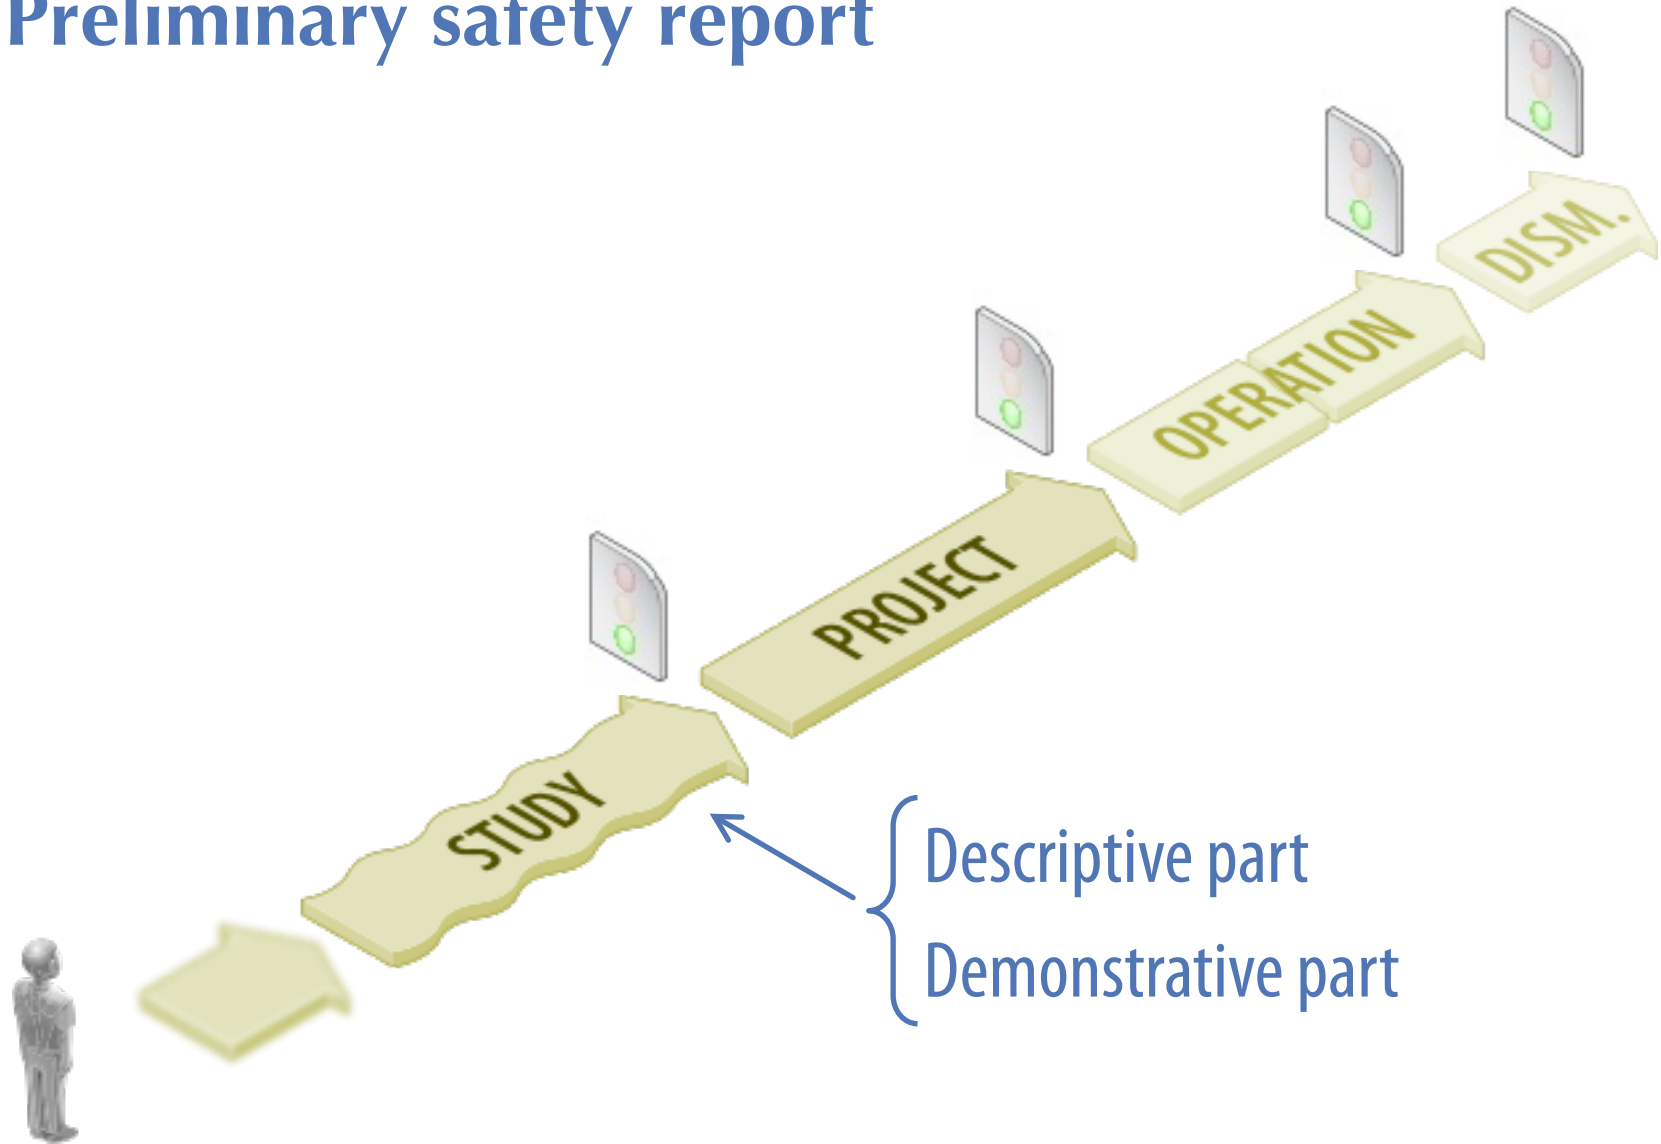 Preliminary safety report
DISM.
OPERATION
PROJECT
STUDY
Descriptive part
Demonstrative part